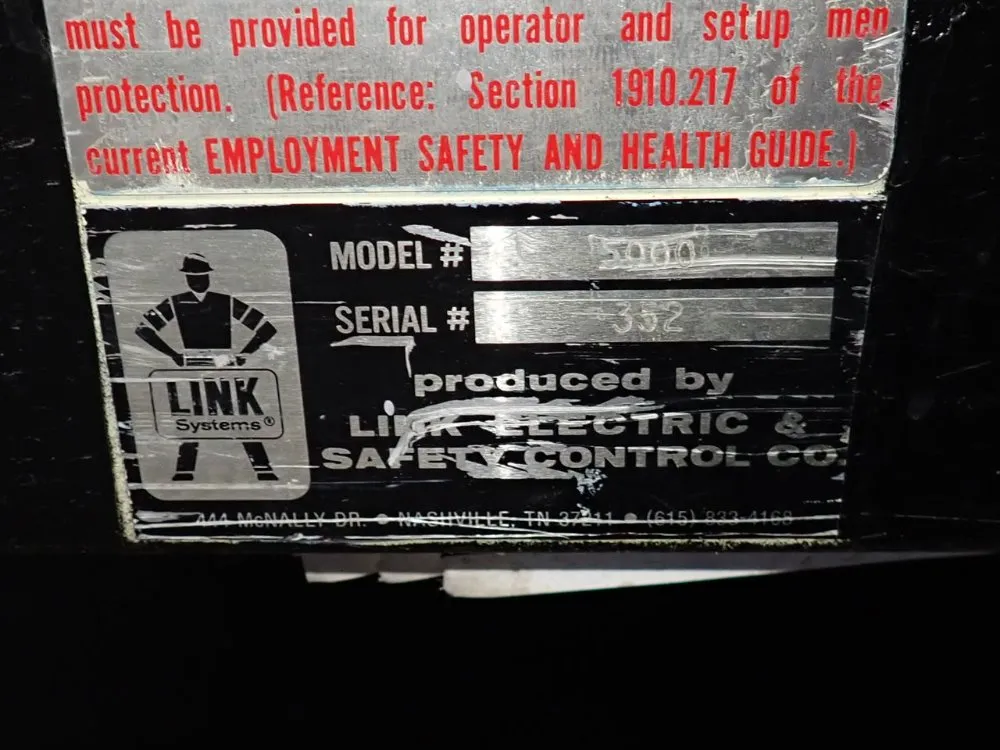 must be provided for operator and setup men
protection. (Reference: Section 1910.217 of the
current EMPLOYMENT SAFETY AND HEALTH GUIDE.)
LINK
Systems®
MODEL # 5000
SERIAL # 352
produced by
LINK ELECTRIC &
SAFETY CONTROL CO.
444 McNALLY DR. • NASHVILLE, TN 37211 • (615) 833-4168